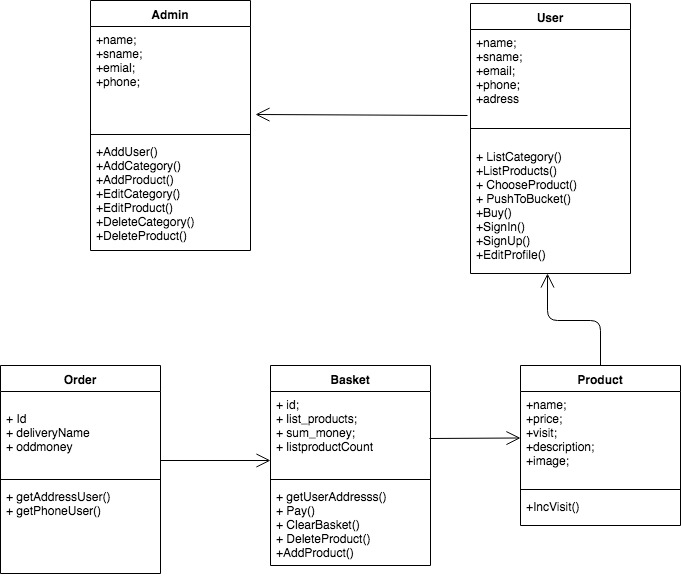 Admin
+name;
+sname;
+emial;
+phone;
+AddUser()
+AddCategory()
+AddProduct()
+EditCategory()
+EditProduct()
+DeleteCategory()
+DeleteProduct()
User
+name;
+sname;
+email;
+phone;
+adress
+ ListCategory()
+ListProducts()
+ ChooseProduct()
+ PushToBucket()
+Buy()
+SignIn()
+SignUp()
+EditProfile()
Order
+ Id
+ deliveryName
+ oddmoney
+ getAddressUser()
+ getPhoneUser()
Basket
+ id;
+ list_products;
+ sum_money;
+ listproductCount
+ getUserAddresss()
+ Pay()
+ ClearBasket()
+ DeleteProduct()
+AddProduct()
Product
+name;
+price;
+visit;
+description;
+image;
+IncVisit()